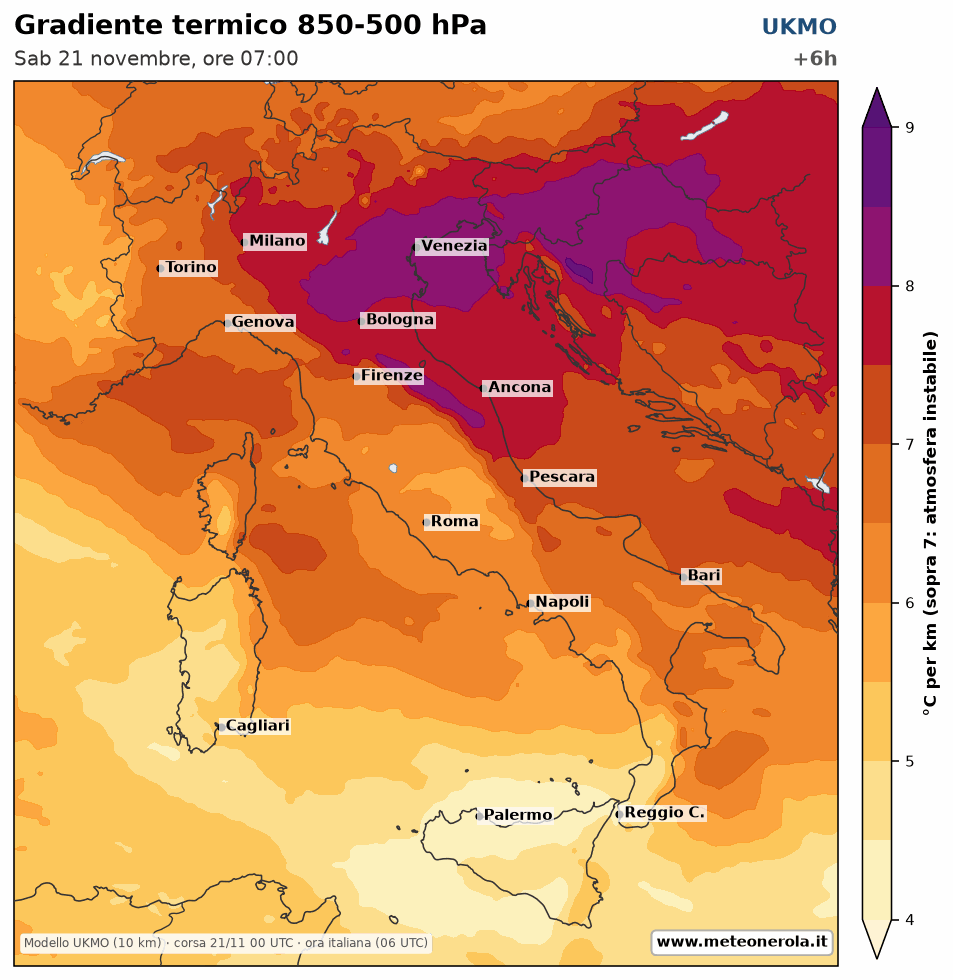 Gradiente termico 850-500 hPa
UKMO
Sab 21 novembre, ore 07:00
+6h
Milano
Venezia
Torino
Genova
Bologna
Firenze
Ancona
Pescara
Roma
Bari
Napoli
Cagliari
Palermo
Reggio C.
9
8
7
6
5
4
°C per km (sopra 7: atmosfera instabile)
Modello UKMO (10 km) · corsa 21/11 00 UTC · ora italiana (06 UTC)
www.meteonerola.it